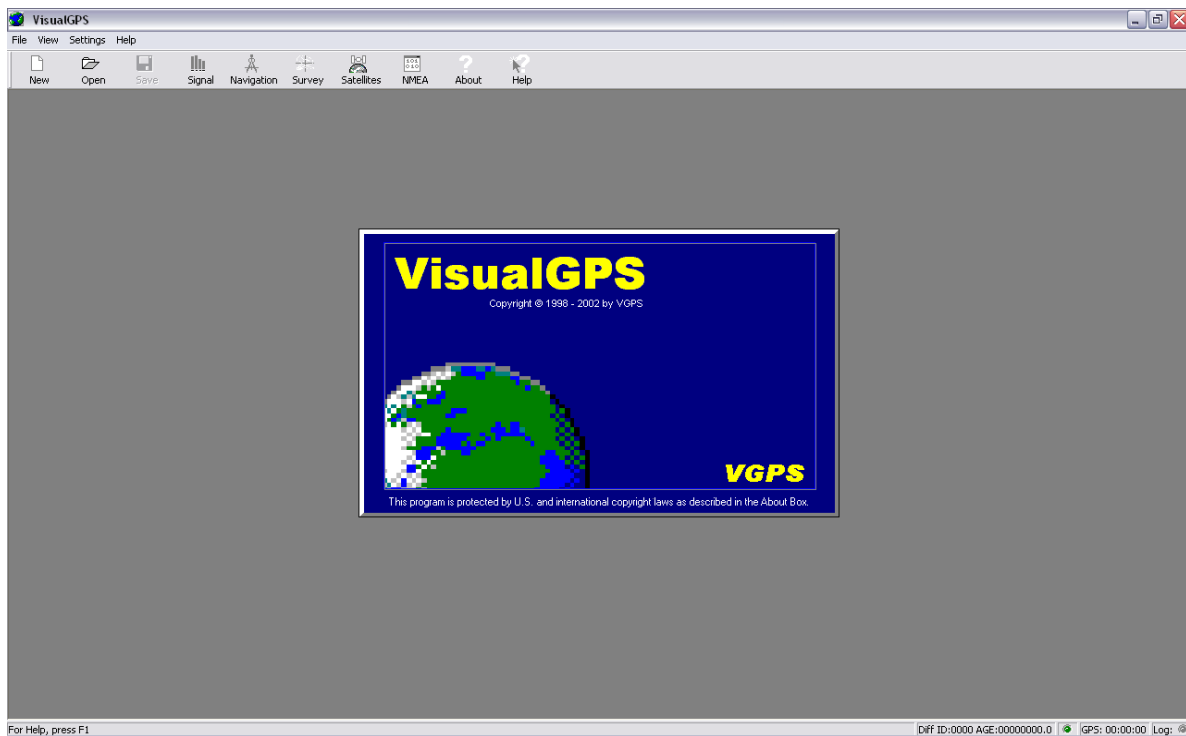 VisualGPS
File View Settings Help
New Open Save Signal Navigation Survey Satellites NMEA About Help
VisualGPS
Copyright © 1998 - 2002 by VGPS
VGPS
This program is protected by U.S. and international copyright laws as described in the About Box.
For Help, press F1 Diff ID:0000 AGE:00000000.0 GPS: 00:00:00 Log: